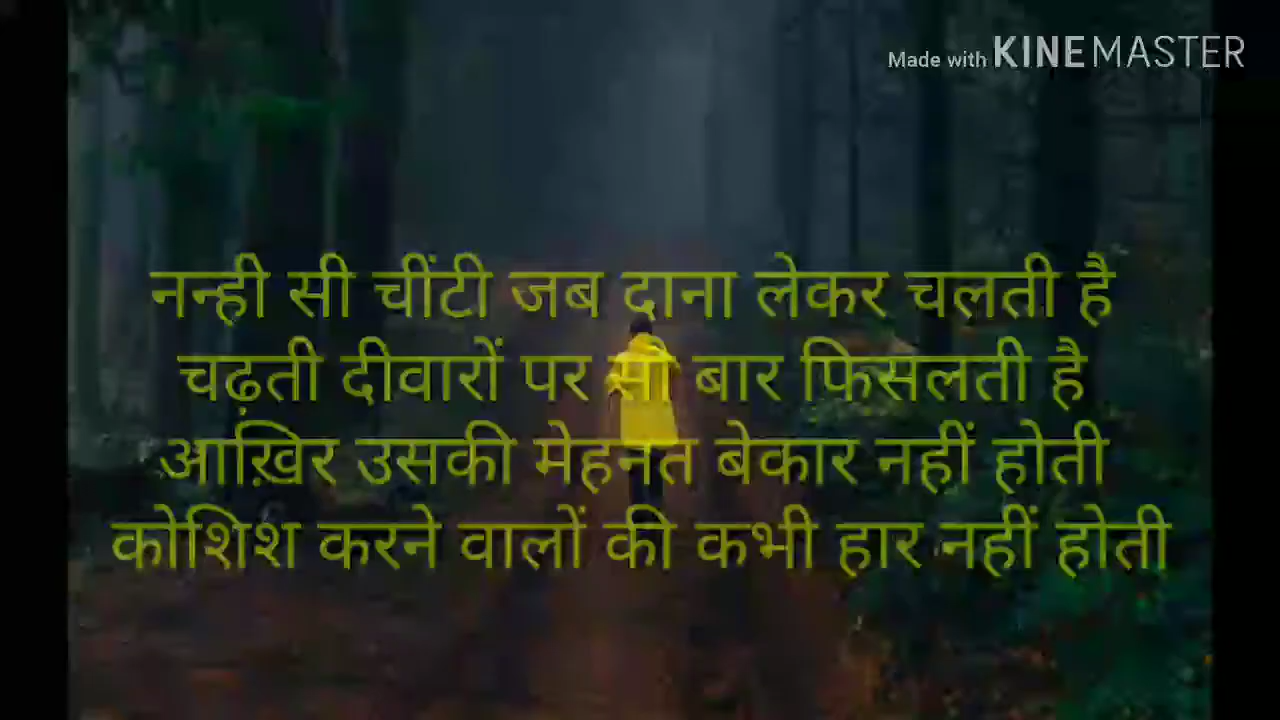 Made with KINEMASTER
नन्ही सी चींटी जब दाना लेकर चलती है
चढ़ती दीवारों पर सौ बार फिसलती है
आख़िर उसकी मेहनत बेकार नहीं होती
कोशिश करने वालों की कभी हार नहीं होती